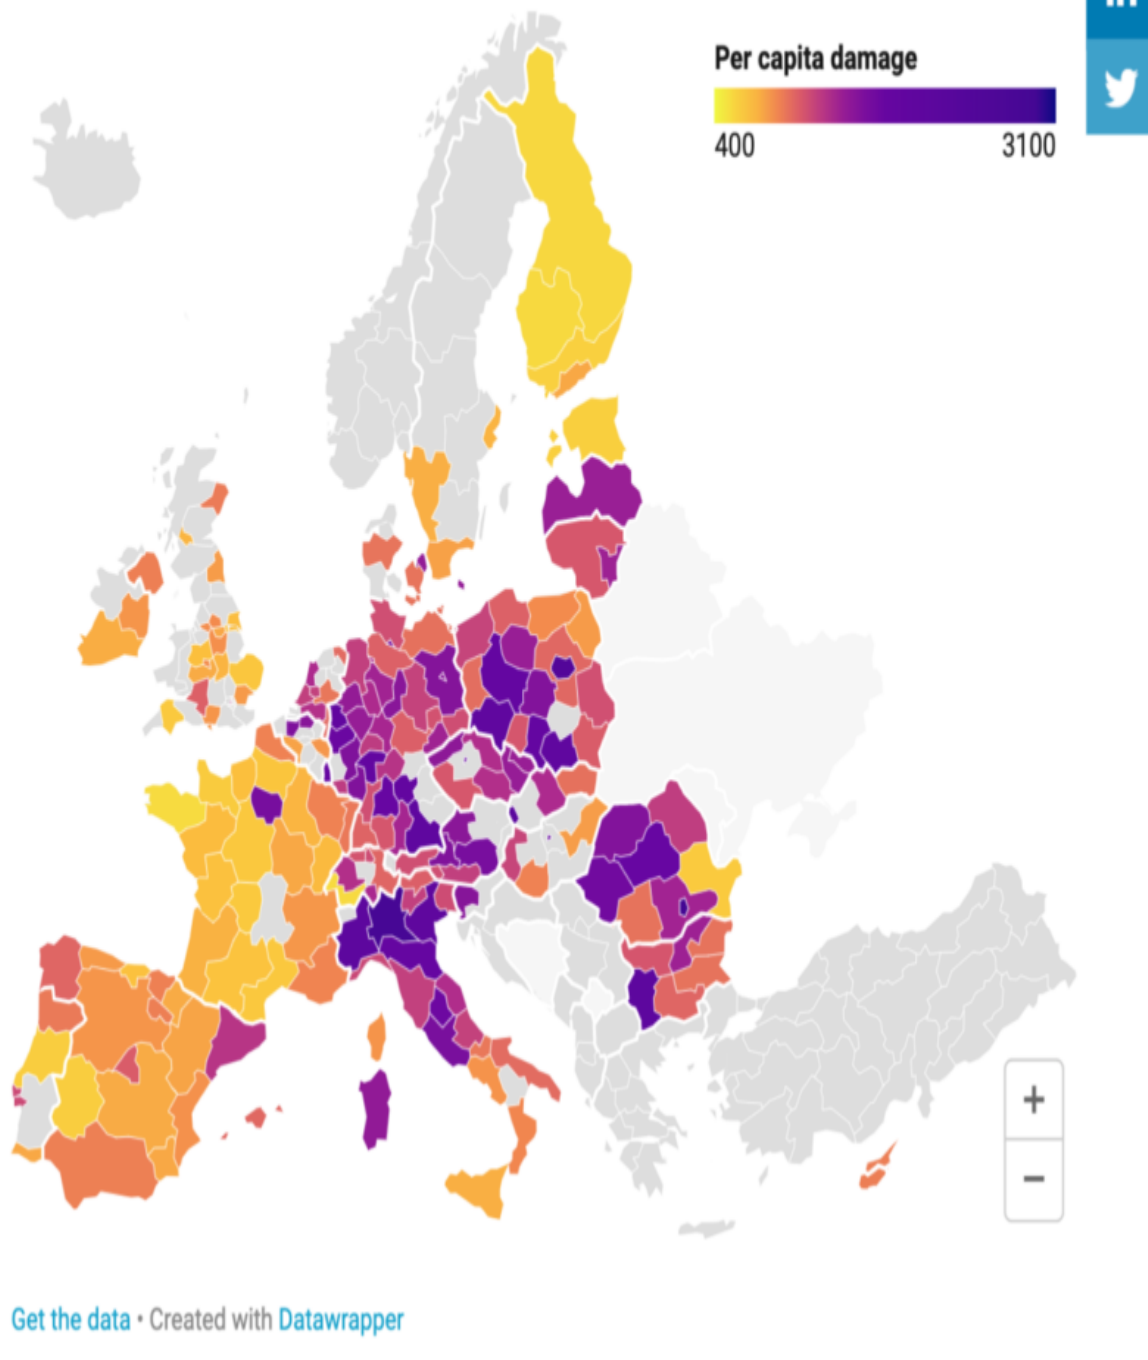 Per capita damage
400 3100
+
−
Get the data • Created with Datawrapper